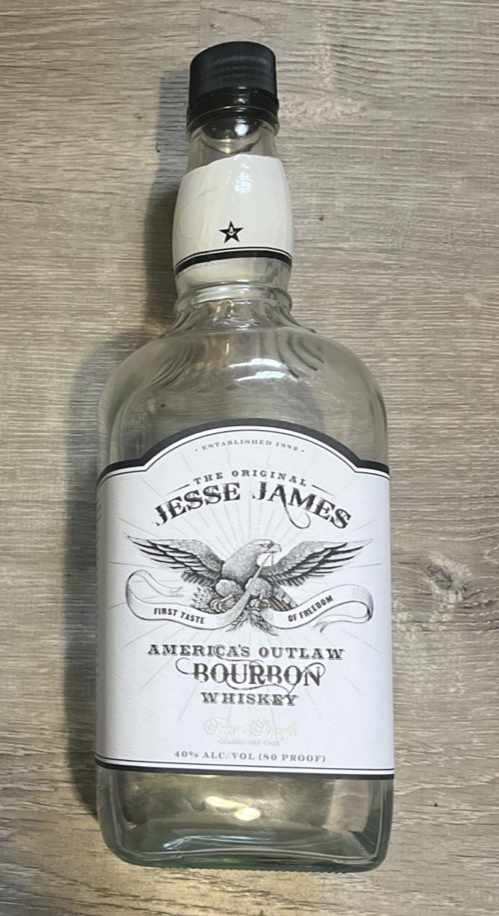 · ESTABLISHED 1882 ·
THE ORIGINAL
JESSE JAMES
FIRST TASTE OF FREEDOM
AMERICA'S OUTLAW
BOURBON
WHISKEY
40% ALC/VOL (80 PROOF)